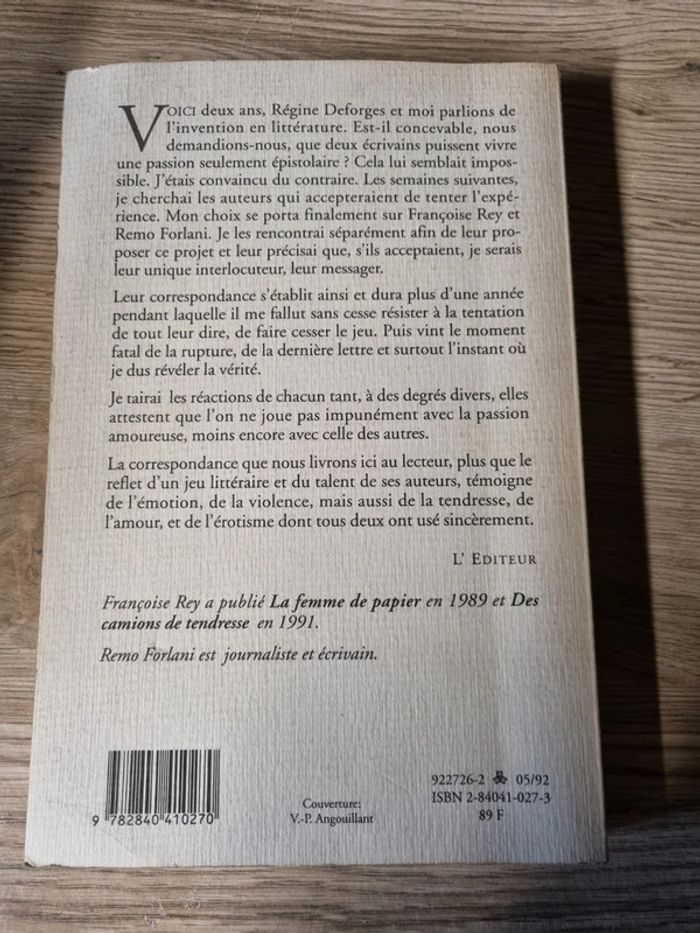 VOICI deux ans, Régine Deforges et moi parlions de
l'invention en littérature. Est-il concevable, nous
demandions-nous, que deux écrivains puissent vivre
une passion seulement épistolaire ? Cela lui semblait impos-
sible. J'étais convaincu du contraire. Les semaines suivantes,
je cherchai les auteurs qui accepteraient de tenter l'expé-
rience. Mon choix se porta finalement sur Françoise Rey et
Remo Forlani. Je les rencontrai séparément afin de leur pro-
poser ce projet et leur précisai que, s'ils acceptaient, je serais
leur unique interlocuteur, leur messager.
Leur correspondance s'établit ainsi et dura plus d'une année
pendant laquelle il me fallut sans cesse résister à la tentation
de tout leur dire, de faire cesser le jeu. Puis vint le moment
fatal de la rupture, de la dernière lettre et surtout l'instant où
je dus révéler la vérité.
Je tairai les réactions de chacun tant, à des degrés divers, elles
attestent que l'on ne joue pas impunément avec la passion
amoureuse, moins encore avec celle des autres.
La correspondance que nous livrons ici au lecteur, plus que le
reflet d'un jeu littéraire et du talent de ses auteurs, témoigne
de l'émotion, de la violence, mais aussi de la tendresse, de
l'amour, et de l'érotisme dont tous deux ont usé sincèrement.
L' EDITEUR
Françoise Rey a publié La femme de papier en 1989 et Des
camions de tendresse en 1991.
Remo Forlani est journaliste et écrivain.
9 782840 410270
Couverture:
V.-P. Angouillant
922726-2 05/92
ISBN 2-84041-027-3
89 F